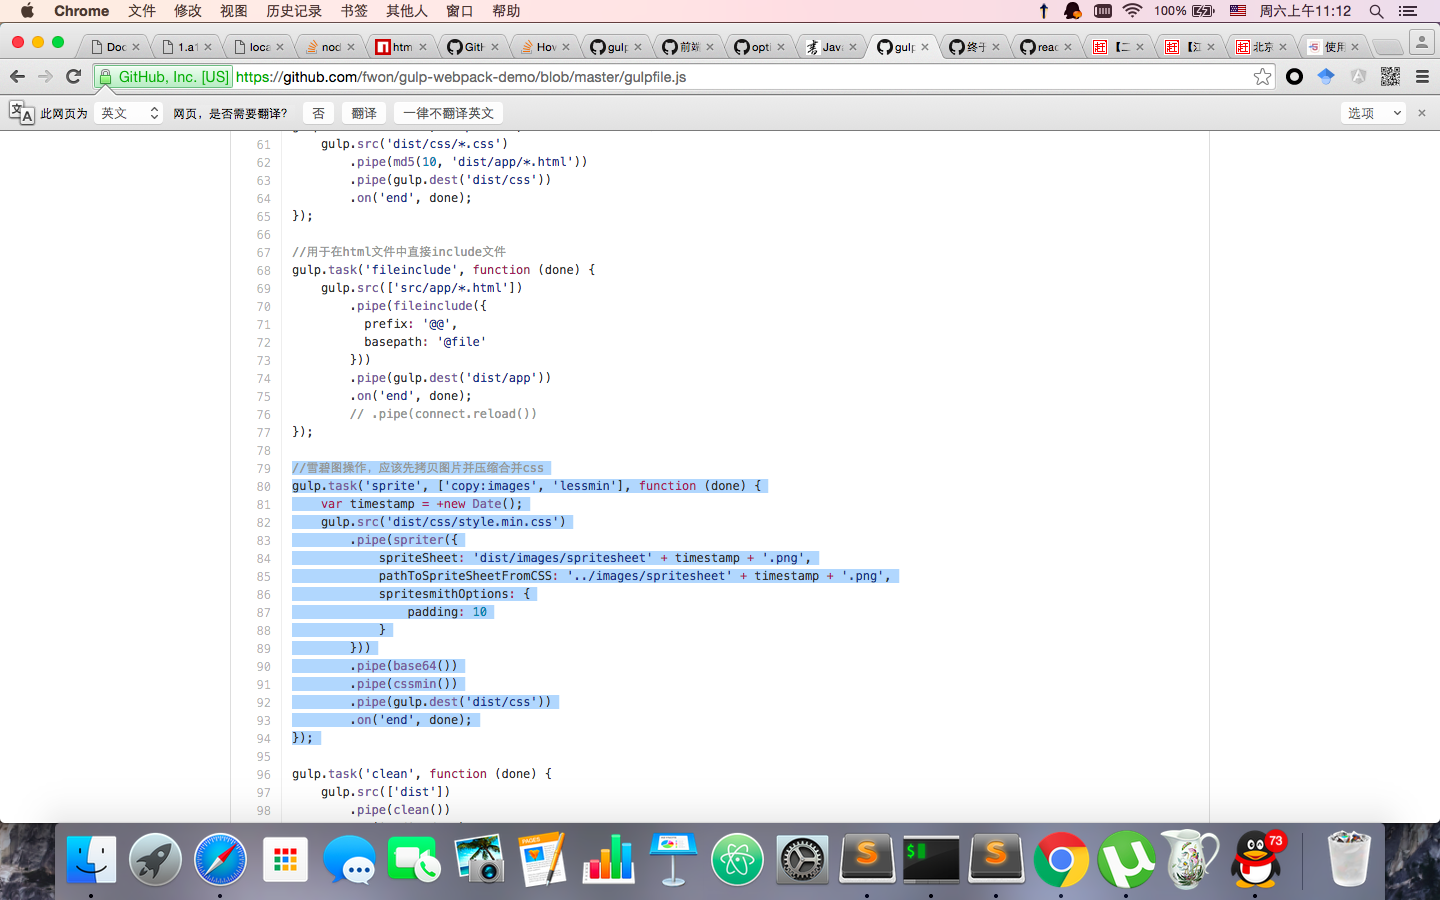 Chrome 文件 修改 视图 历史记录 书签 其他人 窗口 帮助 100% 周六上午11:12
Doc × 1.a1 × loca × nod × htm × GitH × How × gulp × 前端 × opti × Java × gulp × 终于 × reac × 【二 × 【江 × 北京 × 使用 ×
GitHub, Inc. [US] https://github.com/fwon/gulp-webpack-demo/blob/master/gulpfile.js
此网页为 英文 网页，是否需要翻译? 否 翻译 一律不翻译英文 选项 ×
61 gulp.src('dist/css/*.css')
62 .pipe(md5(10, 'dist/app/*.html'))
63 .pipe(gulp.dest('dist/css'))
64 .on('end', done);
65 });
66
67 //用于在html文件中直接include文件
68 gulp.task('fileinclude', function (done) {
69 gulp.src(['src/app/*.html'])
70 .pipe(fileinclude({
71 prefix: '@@',
72 basepath: '@file'
73 }))
74 .pipe(gulp.dest('dist/app'))
75 .on('end', done);
76 // .pipe(connect.reload())
77 });
78
79 //雪碧图操作，应该先拷贝图片并压缩合并css
80 gulp.task('sprite', ['copy:images', 'lessmin'], function (done) {
81 var timestamp = +new Date();
82 gulp.src('dist/css/style.min.css')
83 .pipe(spriter({
84 spriteSheet: 'dist/images/spritesheet' + timestamp + '.png',
85 pathToSpriteSheetFromCSS: '../images/spritesheet' + timestamp + '.png',
86 spritesmithOptions: {
87 padding: 10
88 }
89 }))
90 .pipe(base64())
91 .pipe(cssmin())
92 .pipe(gulp.dest('dist/css'))
93 .on('end', done);
94 });
95
96 gulp.task('clean', function (done) {
97 gulp.src(['dist'])
98 .pipe(clean())
PAGES
$
73